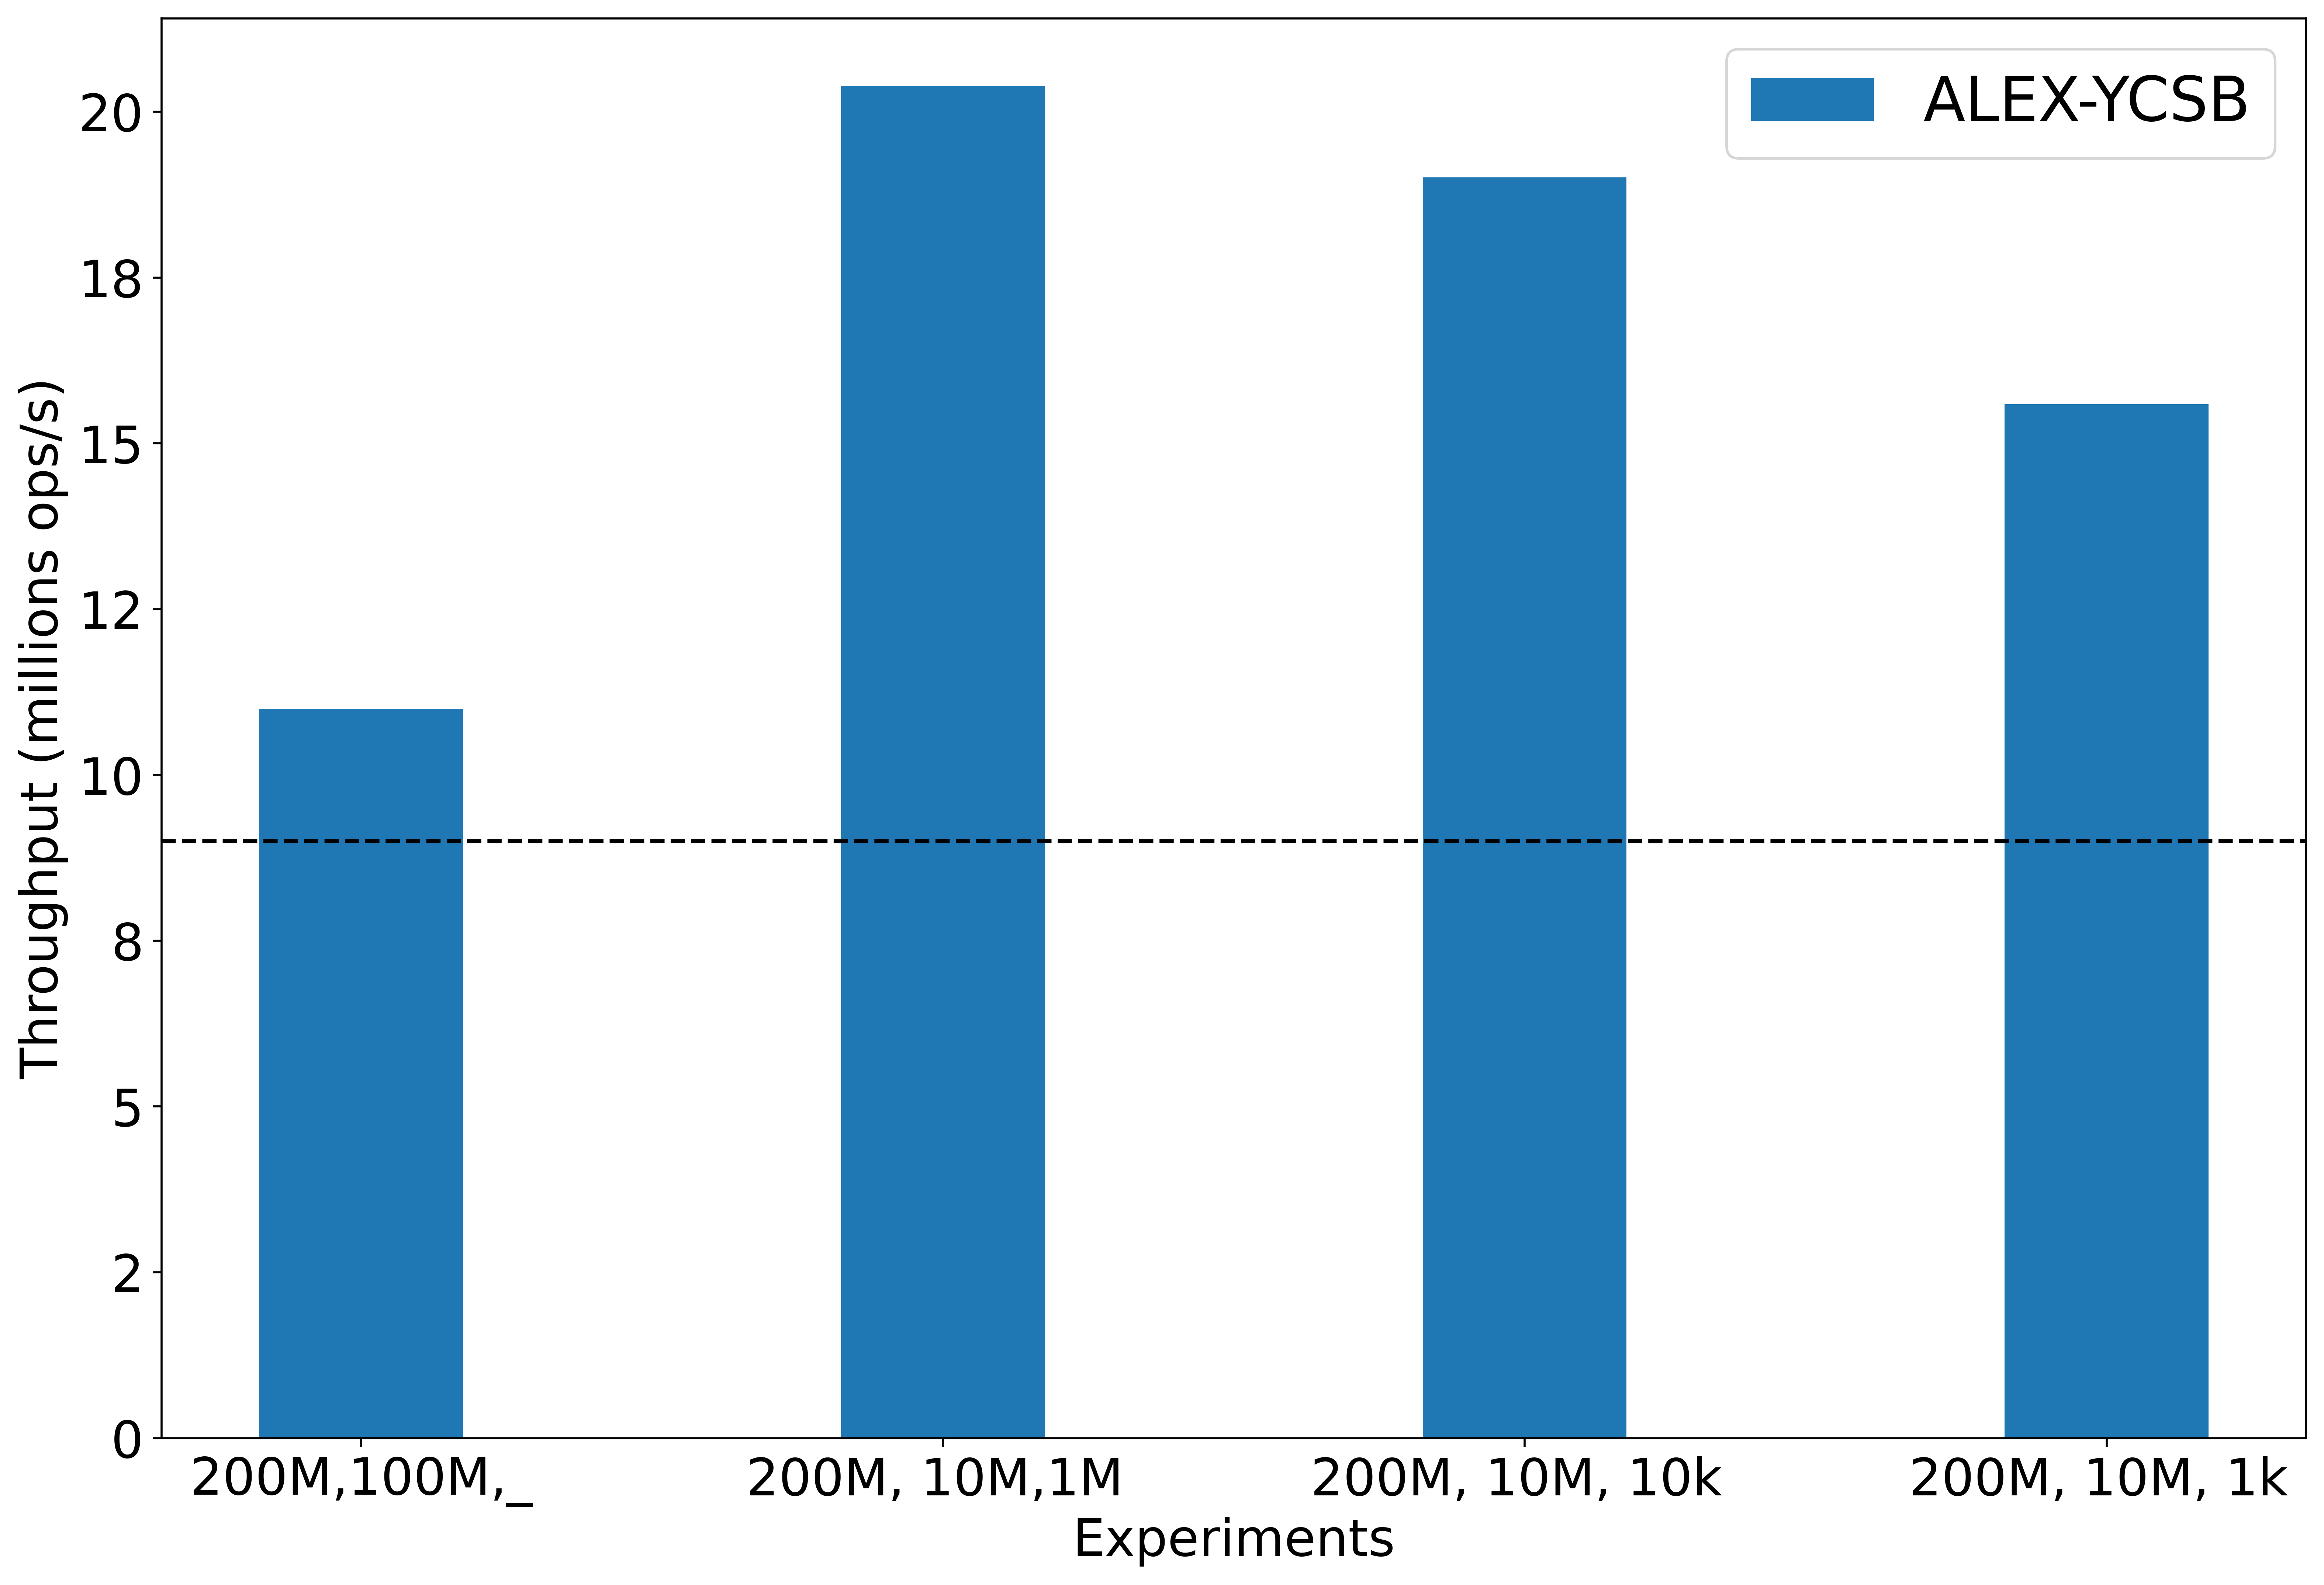 ALEX-YCSB
20
18
15
12
10
8
5
2
0
Throughput (millions ops/s)
200M,100M,_
200M, 10M,1M
200M, 10M, 10k
200M, 10M, 1k
Experiments